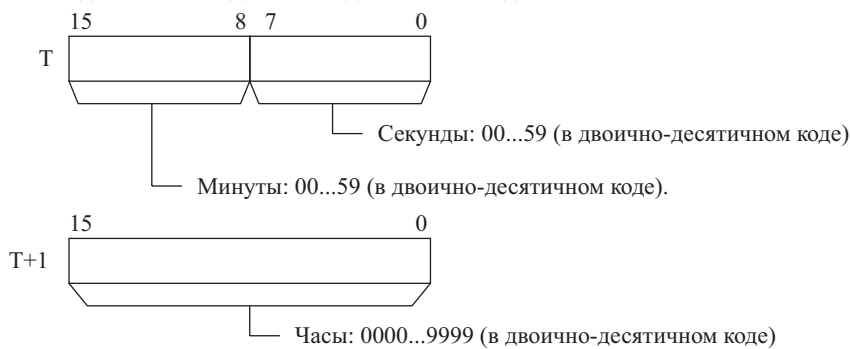 15 8 7 0
T
Секунды: 00...59 (в двоично-десятичном коде)
Минуты: 00...59 (в двоично-десятичном коде).
15 0
T+1
Часы: 0000...9999 (в двоично-десятичном коде)